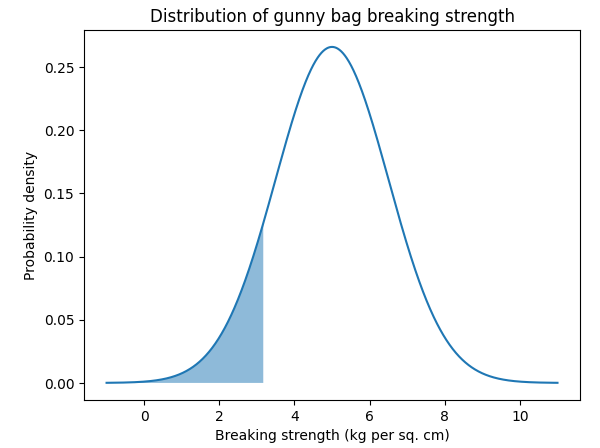 Distribution of gunny bag breaking strength
Probability density
0.25
0.20
0.15
0.10
0.05
0.00
0 2 4 6 8 10
Breaking strength (kg per sq. cm)